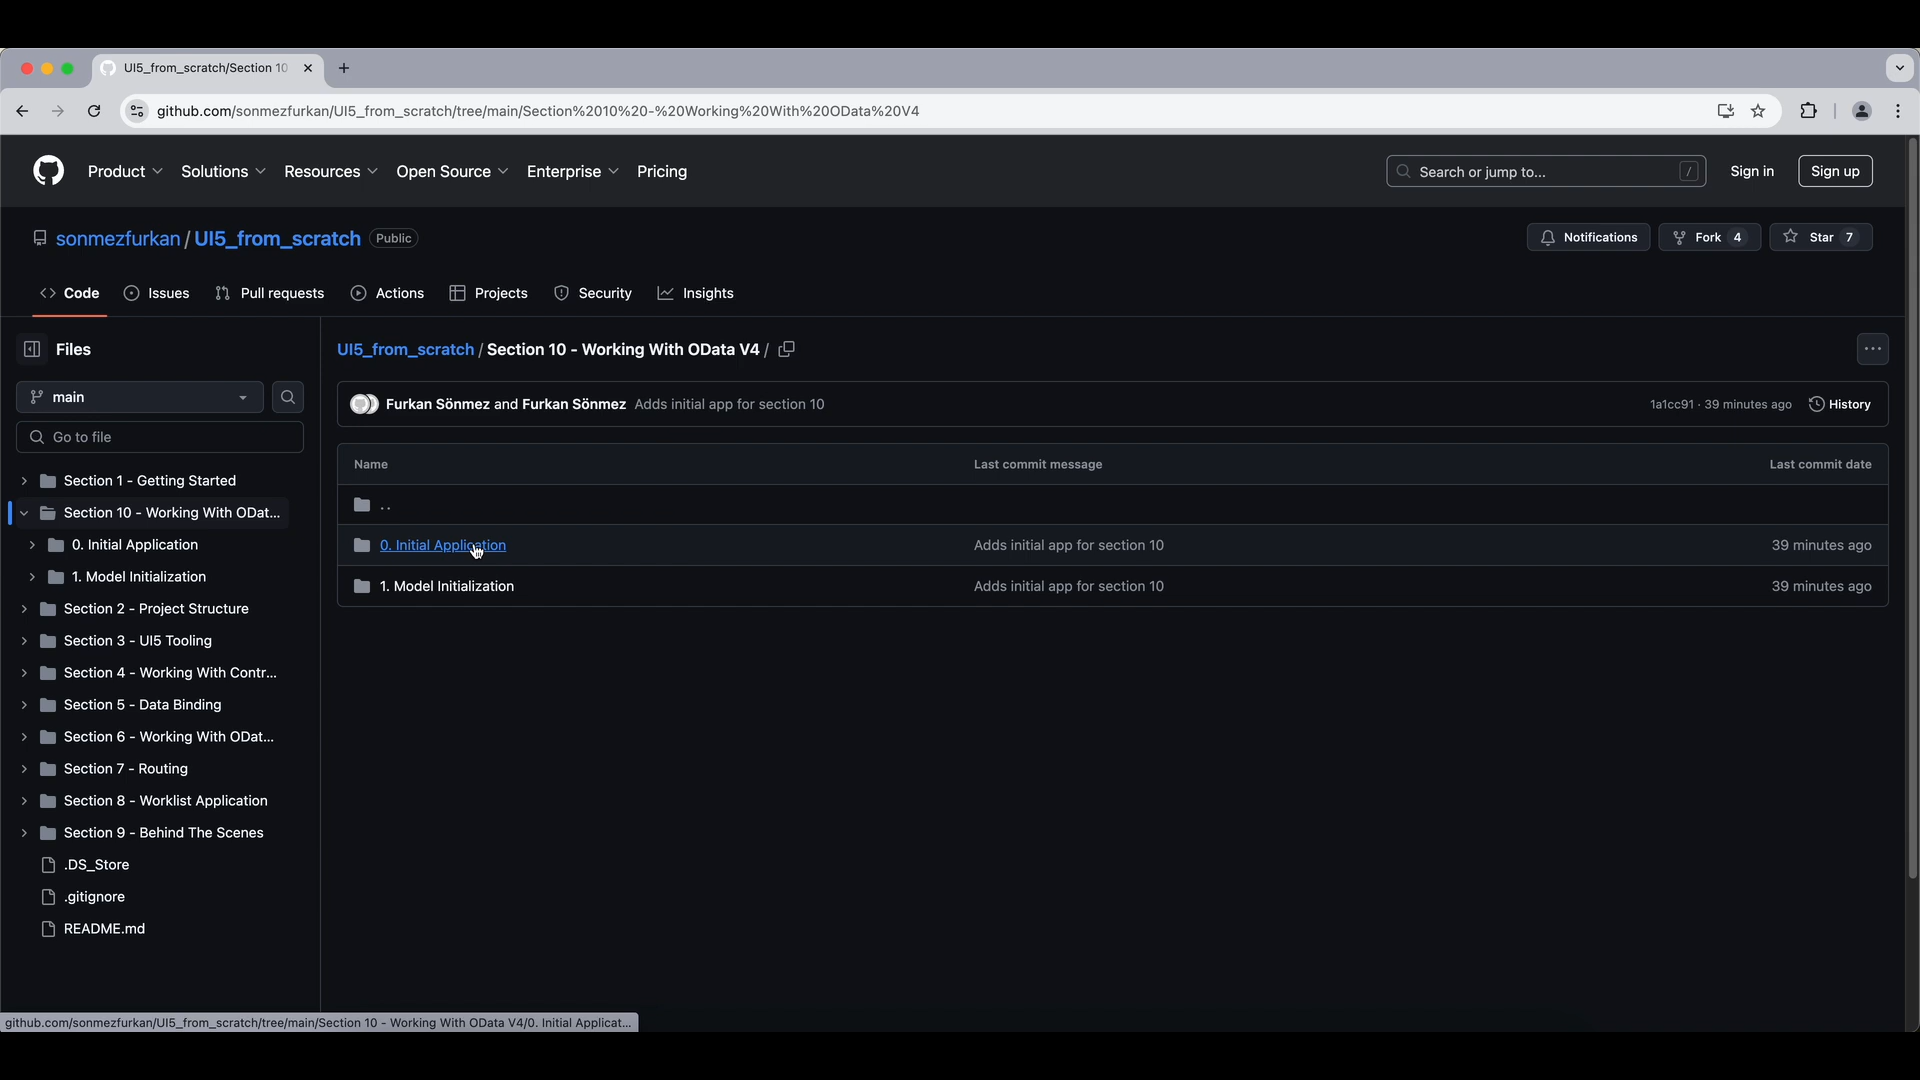 UI5_from_scratch/Section 10
github.com/sonmezfurkan/UI5_from_scratch/tree/main/Section%2010%20-%20Working%20With%20OData%20V4
Product Solutions Resources Open Source Enterprise Pricing Search or jump to... / Sign in Sign up
sonmezfurkan / UI5_from_scratch Public Notifications Fork 4 Star 7
Code Issues Pull requests Actions Projects Security Insights
Files
main
Go to file
Section 1 - Getting Started
Section 10 - Working With ODat...
0. Initial Application
1. Model Initialization
Section 2 - Project Structure
Section 3 - UI5 Tooling
Section 4 - Working With Contr...
Section 5 - Data Binding
Section 6 - Working With ODat...
Section 7 - Routing
Section 8 - Worklist Application
Section 9 - Behind The Scenes
.DS_Store
.gitignore
README.md
UI5_from_scratch / Section 10 - Working With OData V4 /
Furkan Sönmez and Furkan Sönmez Adds initial app for section 10 1a1cc91 · 39 minutes ago History
Name Last commit message Last commit date
..
0. Initial Application Adds initial app for section 10 39 minutes ago
1. Model Initialization Adds initial app for section 10 39 minutes ago
github.com/sonmezfurkan/UI5_from_scratch/tree/main/Section 10 - Working With OData V4/0. Initial Applicat...